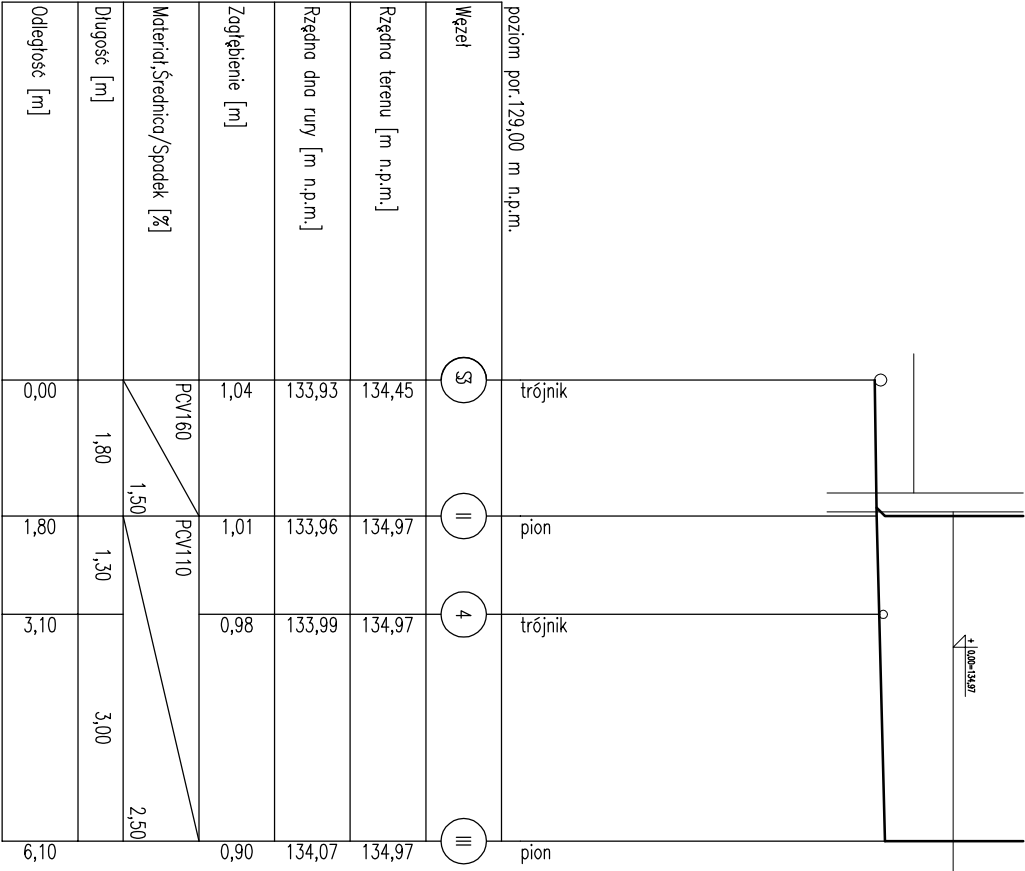 +
0,00=134,97
trójnik
pion
trójnik
pion
poziom por.129,00 m n.p.m.
Węzeł
S3
II
4
III
Rzędna terenu [m n.p.m.]
134,45
134,97
134,97
134,97
Rzędna dna rury [m n.p.m.]
133,93
133,96
133,99
134,07
Zagłębienie [m]
1,04
1,01
0,98
0,90
Materiał,Średnica/Spadek [%]
PCV160
1,50
PCV110
2,50
Długość [m]
1,80
1,30
3,00
Odległość [m]
0,00
1,80
3,10
6,10